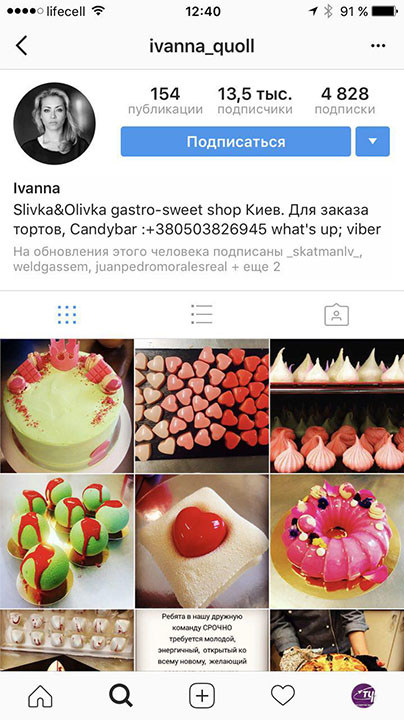 lifecell 12:40 91 %
ivanna_quoll
154 13,5 тыс. 4 828
публикации подписчики подписки
Подписаться
Ivanna
Slivka&Olivka gastro-sweet shop Киев. Для заказа
тортов, Candybar :+380503826945 what's up; viber
На обновления этого человека подписаны _skatmanlv_,
weldgassem, juanpedromoralesreal + еще 2
Ребята в нашу дружную
команду СРОЧНО
требуется молодой,
энергичный, открытый ко
всему новому, желающий